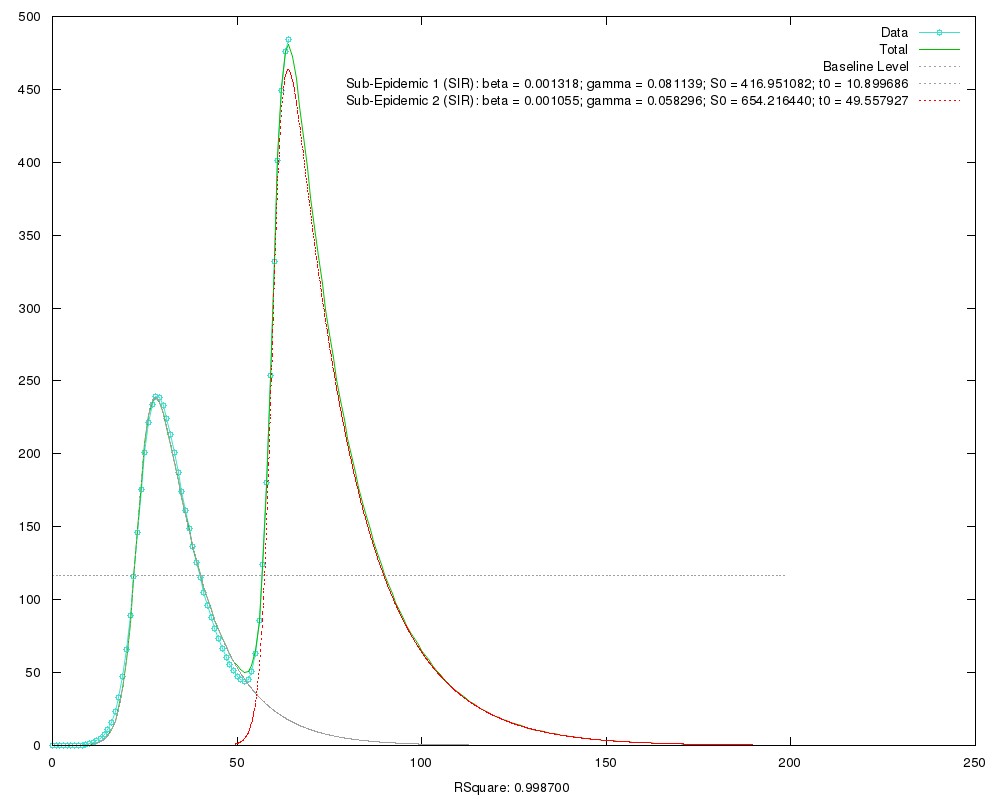 500
450
400
350
300
250
200
150
100
50
0
Data
Total
Baseline Level
Sub-Epidemic 1 (SIR): beta = 0.001318; gamma = 0.081139; S0 = 416.951082; t0 = 10.899686
Sub-Epidemic 2 (SIR): beta = 0.001055; gamma = 0.058296; S0 = 654.216440; t0 = 49.557927
0 50 100 150 200 250
RSquare: 0.998700